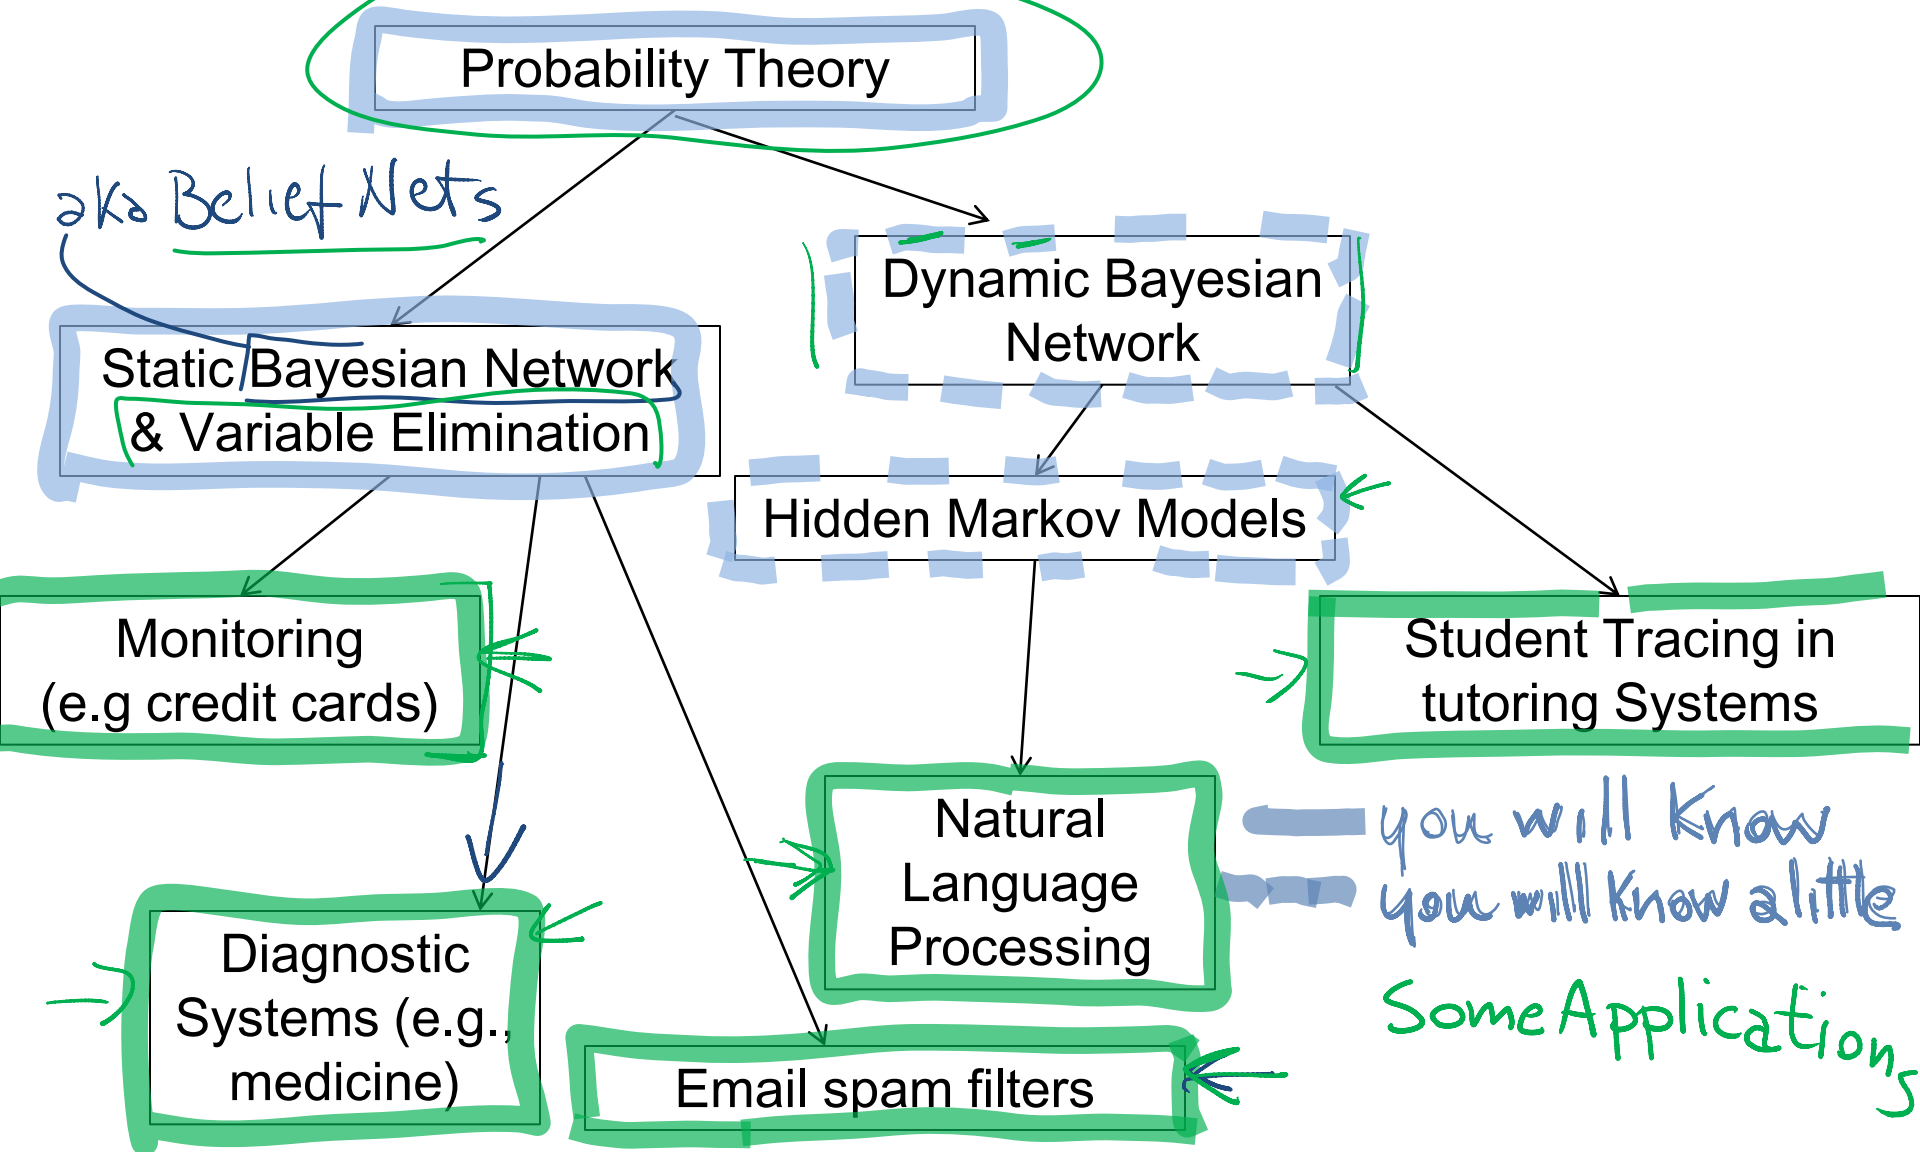 Probability Theory
aka Belief Nets
Dynamic Bayesian
Network
Static Bayesian Network
& Variable Elimination
Hidden Markov Models
Monitoring
(e.g credit cards)
Student Tracing in
tutoring Systems
Natural
Language
Processing
you will know
you will know a little
Diagnostic
Systems (e.g.,
medicine)
Some Applications
Email spam filters